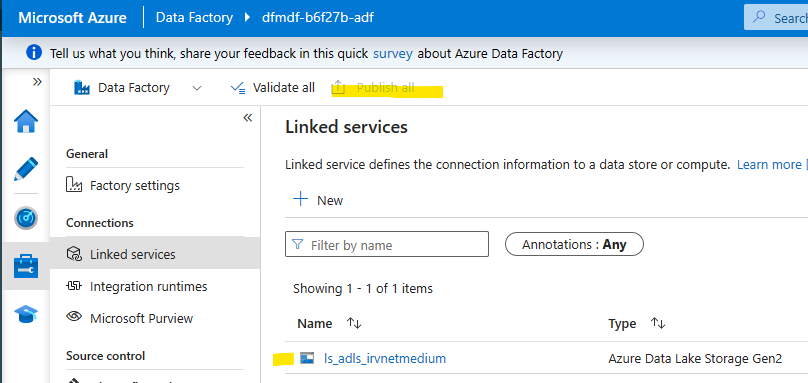 Microsoft Azure Data Factory dfmdf-b6f27b-adf Search
Tell us what you think, share your feedback in this quick survey about Azure Data Factory
» Data Factory Validate all Publish all
«
Linked services
General
Linked service defines the connection information to a data store or compute. Learn more
Factory settings
+ New
Connections
Linked services
Filter by name Annotations : Any
Integration runtimes
Showing 1 - 1 of 1 items
Microsoft Purview
Name Type
Source control
ls_adls_irvnetmedium Azure Data Lake Storage Gen2